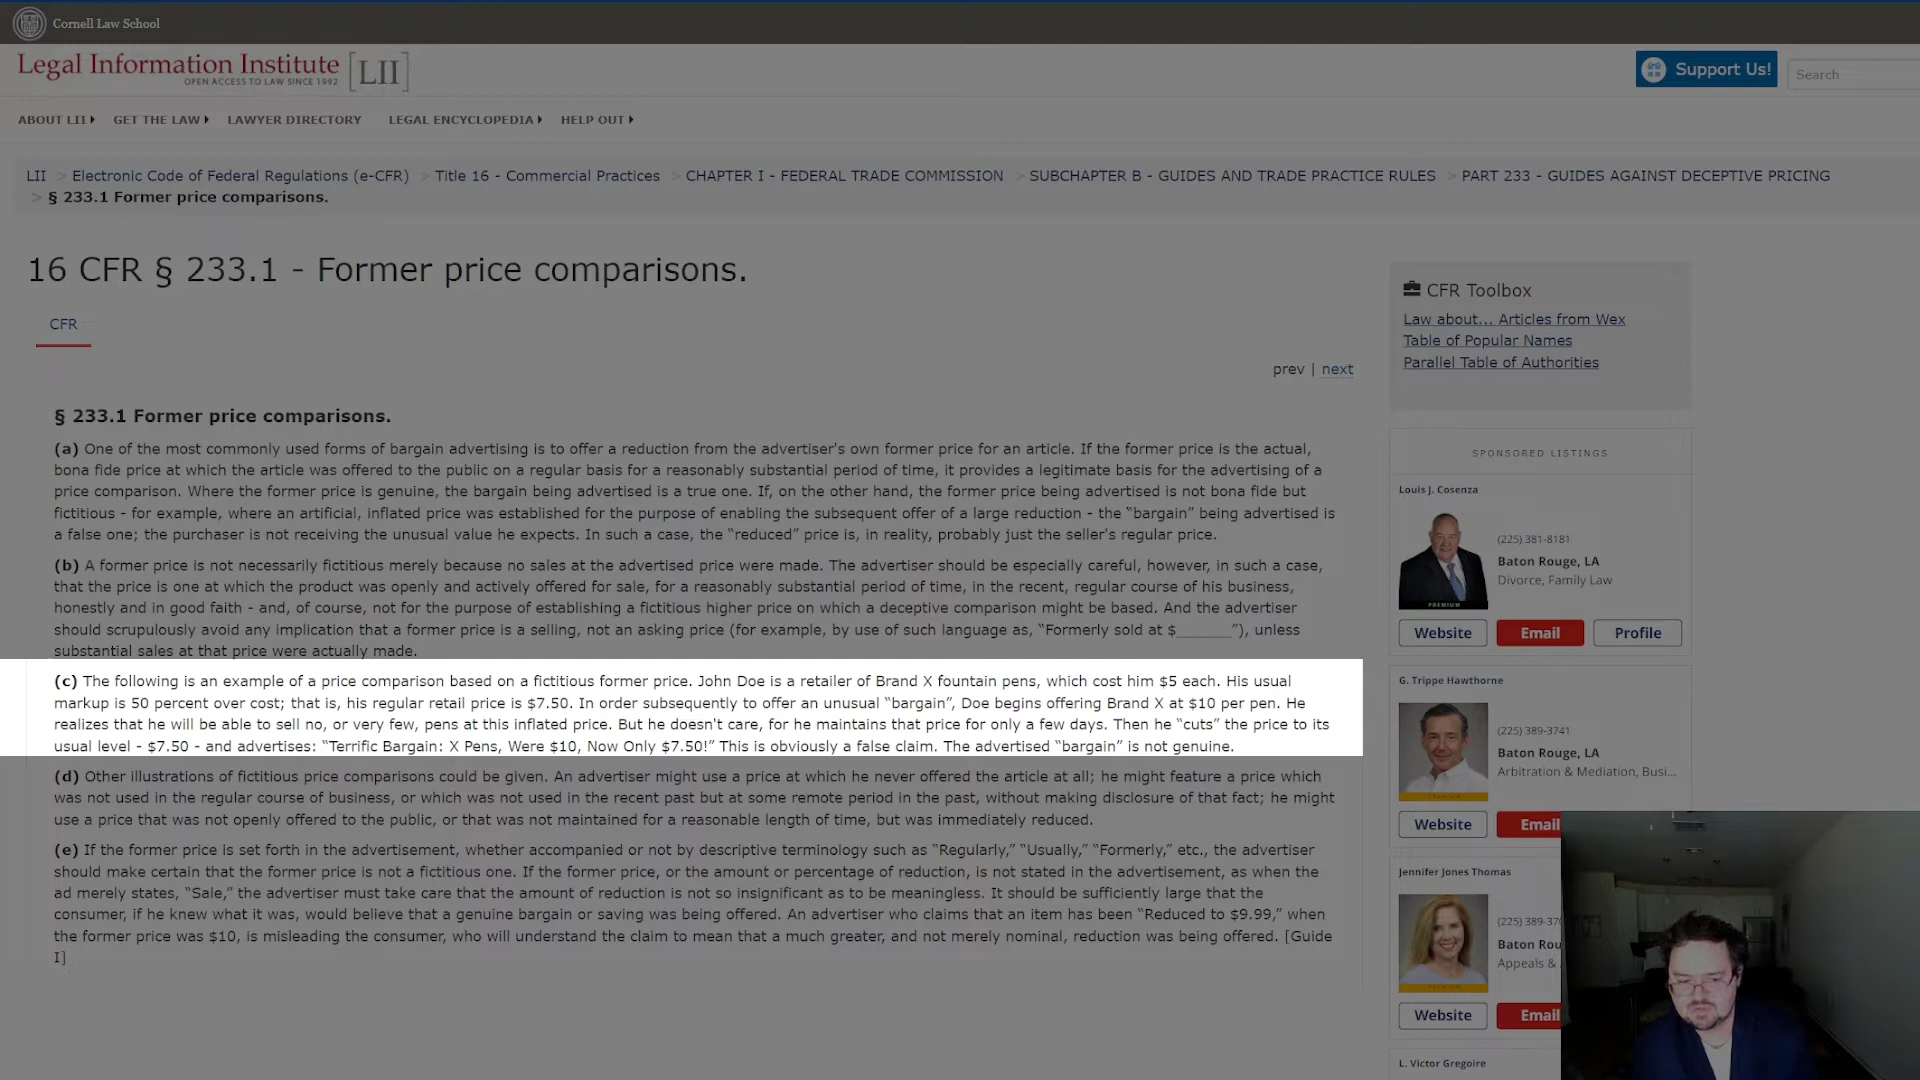 Cornell Law School
Legal Information Institute [LII]
OPEN ACCESS TO LAW SINCE 1992
Support Us!
Search
ABOUT LII GET THE LAW LAWYER DIRECTORY LEGAL ENCYCLOPEDIA HELP OUT
LII > Electronic Code of Federal Regulations (e-CFR) > Title 16 - Commercial Practices > CHAPTER I - FEDERAL TRADE COMMISSION > SUBCHAPTER B - GUIDES AND TRADE PRACTICE RULES > PART 233 - GUIDES AGAINST DECEPTIVE PRICING
> § 233.1 Former price comparisons.
16 CFR § 233.1 - Former price comparisons.
CFR
prev | next
§ 233.1 Former price comparisons.
(a) One of the most commonly used forms of bargain advertising is to offer a reduction from the advertiser's own former price for an article. If the former price is the actual,
bona fide price at which the article was offered to the public on a regular basis for a reasonably substantial period of time, it provides a legitimate basis for the advertising of a
price comparison. Where the former price is genuine, the bargain being advertised is a true one. If, on the other hand, the former price being advertised is not bona fide but
fictitious - for example, where an artificial, inflated price was established for the purpose of enabling the subsequent offer of a large reduction - the “bargain” being advertised is
a false one; the purchaser is not receiving the unusual value he expects. In such a case, the “reduced” price is, in reality, probably just the seller's regular price.
(b) A former price is not necessarily fictitious merely because no sales at the advertised price were made. The advertiser should be especially careful, however, in such a case,
that the price is one at which the product was openly and actively offered for sale, for a reasonably substantial period of time, in the recent, regular course of his business,
honestly and in good faith - and, of course, not for the purpose of establishing a fictitious higher price on which a deceptive comparison might be based. And the advertiser
should scrupulously avoid any implication that a former price is a selling, not an asking price (for example, by use of such language as, “Formerly sold at $______”), unless
substantial sales at that price were actually made.
(c) The following is an example of a price comparison based on a fictitious former price. John Doe is a retailer of Brand X fountain pens, which cost him $5 each. His usual
markup is 50 percent over cost; that is, his regular retail price is $7.50. In order subsequently to offer an unusual “bargain”, Doe begins offering Brand X at $10 per pen. He
realizes that he will be able to sell no, or very few, pens at this inflated price. But he doesn't care, for he maintains that price for only a few days. Then he “cuts” the price to its
usual level - $7.50 - and advertises: “Terrific Bargain: X Pens, Were $10, Now Only $7.50!” This is obviously a false claim. The advertised “bargain” is not genuine.
(d) Other illustrations of fictitious price comparisons could be given. An advertiser might use a price at which he never offered the article at all; he might feature a price which
was not used in the regular course of business, or which was not used in the recent past but at some remote period in the past, without making disclosure of that fact; he might
use a price that was not openly offered to the public, or that was not maintained for a reasonable length of time, but was immediately reduced.
(e) If the former price is set forth in the advertisement, whether accompanied or not by descriptive terminology such as “Regularly,” “Usually,” “Formerly,” etc., the advertiser
should make certain that the former price is not a fictitious one. If the former price, or the amount or percentage of reduction, is not stated in the advertisement, as when the
ad merely states, “Sale,” the advertiser must take care that the amount of reduction is not so insignificant as to be meaningless. It should be sufficiently large that the
consumer, if he knew what it was, would believe that a genuine bargain or saving was being offered. An advertiser who claims that an item has been “Reduced to $9.99,” when
the former price was $10, is misleading the consumer, who will understand the claim to mean that a much greater, and not merely nominal, reduction was being offered. [Guide
I]
CFR Toolbox
Law about... Articles from Wex
Table of Popular Names
Parallel Table of Authorities
SPONSORED LISTINGS
Louis J. Cosenza
(225) 381-8181
Baton Rouge, LA
Divorce, Family Law
PREMIUM
Website Email Profile
G. Trippe Hawthorne
(225) 389-3741
Baton Rouge, LA
Arbitration & Mediation, Busi...
Website Email
Jennifer Jones Thomas
(225) 389-370
Baton Rou
Appeals &
Website Email
L. Victor Gregoire